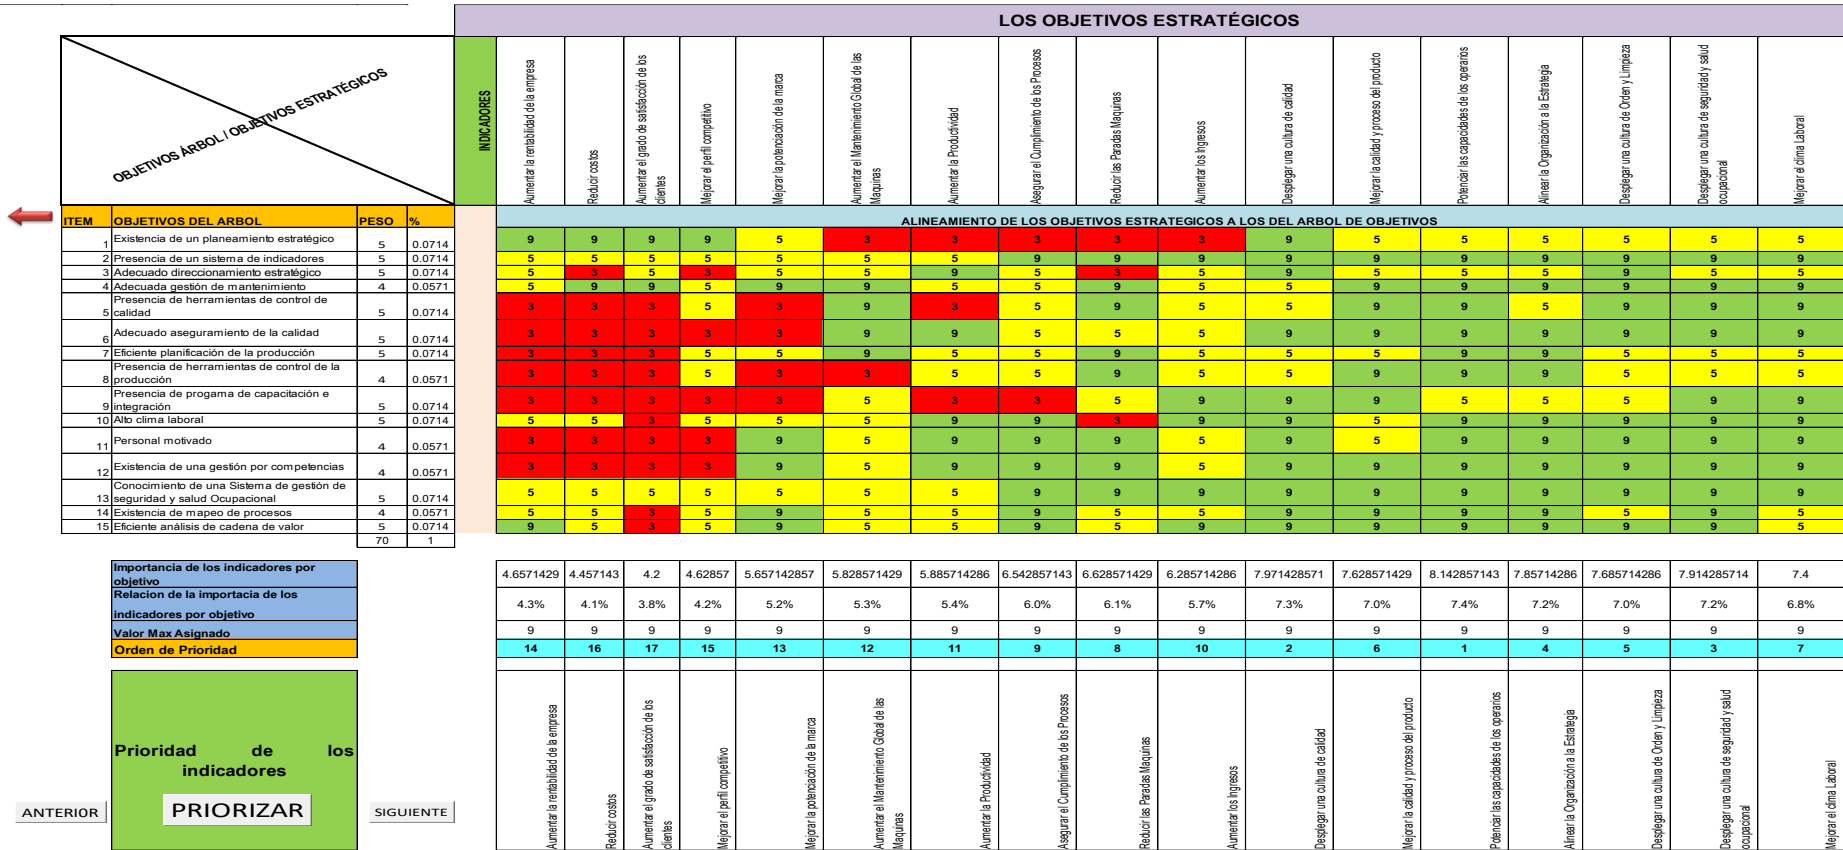 LOS OBJETIVOS ESTRATÉGICOS
OBJETIVOS ÁRBOL / OBJETIVOS ESTRATÉGICOS
INDICADORES
Aumentar la rentabilidad de la empresa
Reducir costos
Aumentar el grado de satisfacción de los
clientes
Mejorar el perfil competitivo
Mejorar la potenciación de la marca
Aumentar el Mantenimiento Global de las
Maquinas
Aumentar la Productividad
Asegurar el Cumplimiento de los Procesos
Reducir las Paradas Maquinas
Aumentar los Ingresos
Desplegar una cultura de calidad
Mejorar la calidad y proceso del producto
Potenciar las capacidades de los operarios
Alinear la Organización a la Estrategia
Desplegar una cultura de Orden y Limpieza
Desplegar una cultura de seguridad y salud
ocupacional
Mejorar el clima Laboral
ITEM OBJETIVOS DEL ARBOL PESO % ALINEAMIENTO DE LOS OBJETIVOS ESTRATEGICOS A LOS DEL ARBOL DE OBJETIVOS
1 Existencia de un planeamiento estratégico 5 0.0714 9 9 9 9 5 3 3 3 3 3 9 5 5 5 5 5 5
2 Presencia de un sistema de indicadores 5 0.0714 5 5 5 5 5 5 5 9 9 9 9 9 9 9 9 9 9
3 Adecuado direccionamiento estratégico 5 0.0714 5 3 5 3 5 5 9 5 3 5 9 5 5 5 9 5 5
4 Adecuada gestión de mantenimiento 4 0.0571 5 9 9 5 9 9 5 5 9 5 5 9 9 9 9 9 9
Presencia de herramientas de control de
5 calidad 5 0.0714 3 3 3 5 3 9 3 5 9 5 5 9 9 5 9 9 9
6 Adecuado aseguramiento de la calidad 5 0.0714 3 3 3 3 3 9 9 5 5 5 9 9 9 9 9 9 9
7 Eficiente planificación de la producción 5 0.0714 3 3 3 5 5 9 5 5 9 5 5 5 9 9 5 5 5
Presencia de herramientas de control de la
8 producción 4 0.0571 3 3 3 5 3 3 5 5 9 5 5 9 9 9 5 5 5
Presencia de progama de capacitación e
9 integración 5 0.0714 3 3 3 3 3 5 3 3 5 9 9 9 5 5 5 9 9
10 Alto clima laboral 5 0.0714 5 5 3 5 5 5 9 9 3 9 9 5 9 9 9 9 9
11 Personal motivado 4 0.0571 3 3 3 3 9 5 9 9 9 5 9 5 9 9 9 9 9
12 Existencia de una gestión por competencias 4 0.0571 3 3 3 3 9 5 9 9 9 5 9 9 9 9 9 9 9
Conocimiento de una Sistema de gestión de
13 seguridad y salud Ocupacional 5 0.0714 5 5 5 5 5 5 5 9 9 9 9 9 9 9 9 9 9
14 Existencia de mapeo de procesos 4 0.0571 5 5 3 5 9 5 5 9 5 5 9 9 9 9 5 9 5
15 Eficiente análisis de cadena de valor 5 0.0714 9 5 3 5 9 5 5 9 5 9 9 9 9 9 9 9 5
70 1
Importancia de los indicadores por
objetivo 4.6571429 4.457143 4.2 4.62857 5.657142857 5.828571429 5.885714286 6.542857143 6.628571429 6.285714286 7.971428571 7.628571429 8.142857143 7.85714286 7.685714286 7.914285714 7.4
Relacion de la importacia de los
indicadores por objetivo 4.3% 4.1% 3.8% 4.2% 5.2% 5.3% 5.4% 6.0% 6.1% 5.7% 7.3% 7.0% 7.4% 7.2% 7.0% 7.2% 6.8%
Valor Max Asignado 9 9 9 9 9 9 9 9 9 9 9 9 9 9 9 9 9
Orden de Prioridad 14 16 17 15 13 12 11 9 8 10 2 6 1 4 5 3 7
Prioridad de los
indicadores
PRIORIZAR
ANTERIOR
SIGUIENTE
Aumentar la rentabilidad de la empresa
Reducir costos
Aumentar el grado de satisfacción de los
clientes
Mejorar el perfil competitivo
Mejorar la potenciación de la marca
Aumentar el Mantenimiento Global de las
Maquinas
Aumentar la Productividad
Asegurar el Cumplimiento de los Procesos
Reducir las Paradas Maquinas
Aumentar los Ingresos
Desplegar una cultura de calidad
Mejorar la calidad y proceso del producto
Potenciar las capacidades de los operarios
Alinear la Organización a la Estrategia
Desplegar una cultura de Orden y Limpieza
Desplegar una cultura de seguridad y salud
ocupacional
Mejorar el clima Laboral